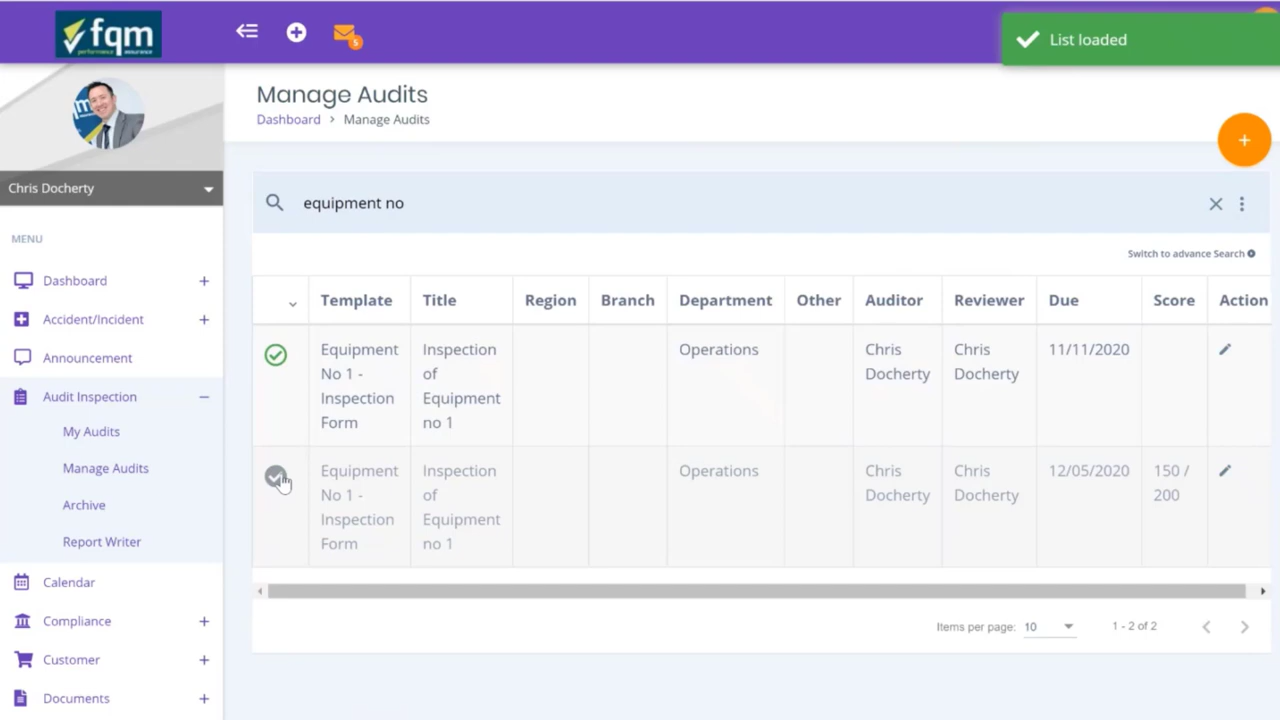 fqm
performance assurance
5
List loaded
Manage Audits
Dashboard > Manage Audits
+
Chris Docherty
equipment no
MENU
Switch to advance Search
Dashboard +
Accident/Incident +
Announcement
Audit Inspection –
My Audits
Manage Audits
Archive
Report Writer
Calendar
Compliance +
Customer +
Documents +
Template Title Region Branch Department Other Auditor Reviewer Due Score Action
Equipment Inspection Operations Chris Chris 11/11/2020
No 1 - of Docherty Docherty
Inspection Equipment
Form no 1
Equipment Inspection Operations Chris Chris 12/05/2020 150 /
No 1 - of Docherty Docherty 200
Inspection Equipment
Form no 1
Items per page: 10 1 - 2 of 2